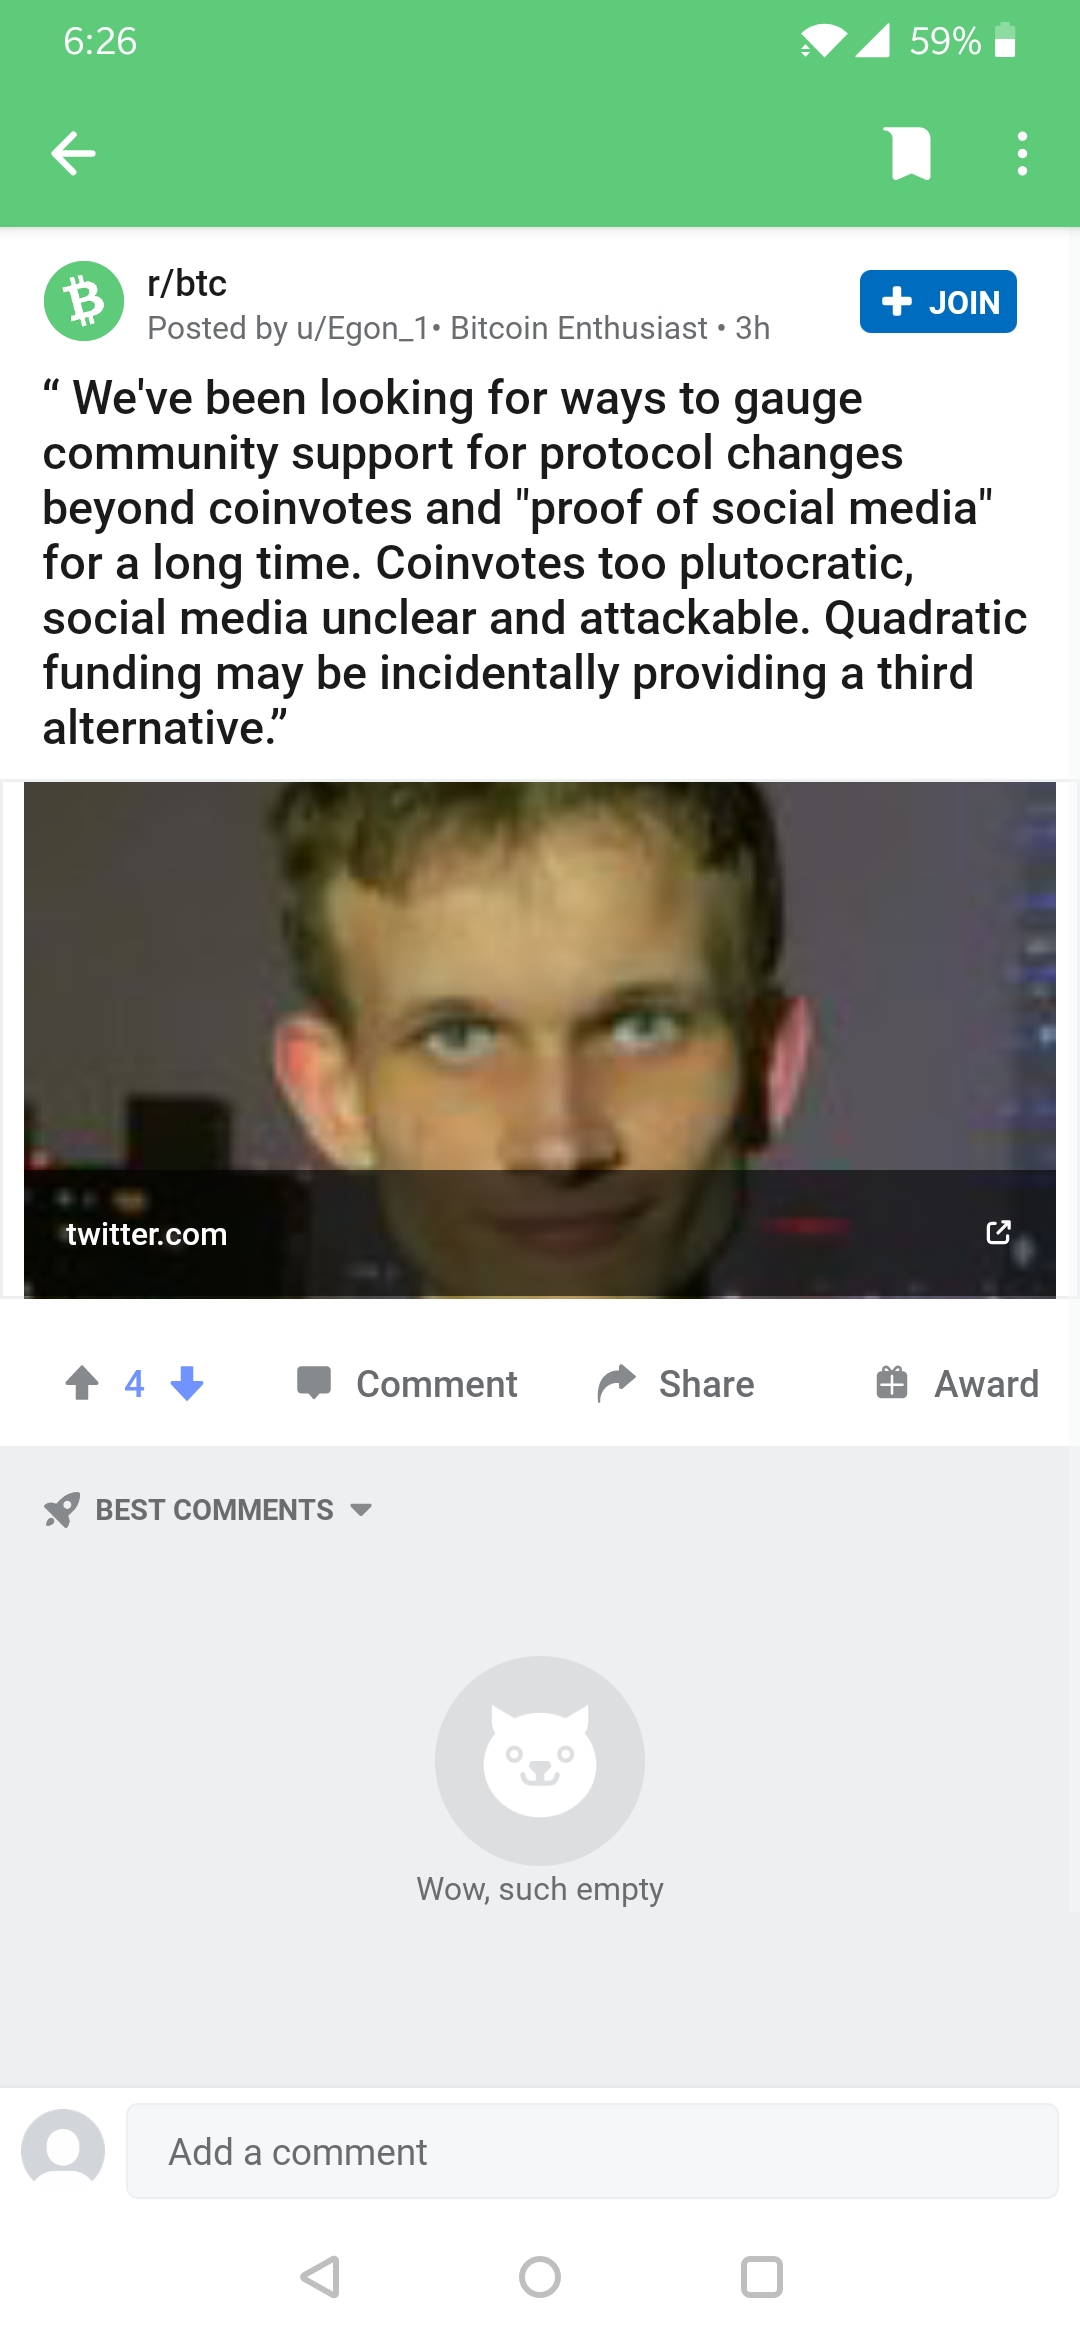 6:26
59%
r/btc
Posted by u/Egon_1• Bitcoin Enthusiast • 3h
JOIN
“ We've been looking for ways to gauge
community support for protocol changes
beyond coinvotes and "proof of social media"
for a long time. Coinvotes too plutocratic,
social media unclear and attackable. Quadratic
funding may be incidentally providing a third
alternative.”
twitter.com
4
Comment
Share
Award
BEST COMMENTS
Wow, such empty
Add a comment